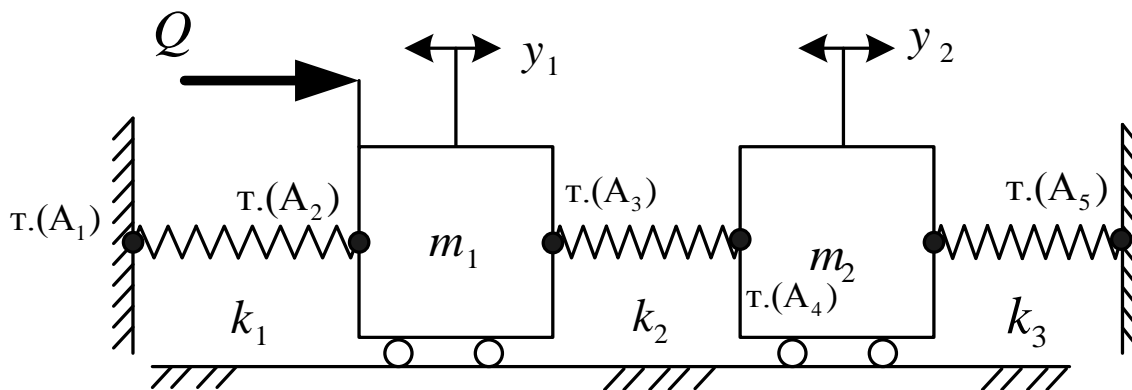 Q
y₁
y₂
т.(A₁)
т.(A₂)
т.(A₃)
т.(A₅)
m₁
m₂
т.(A₄)
k₁
k₂
k₃